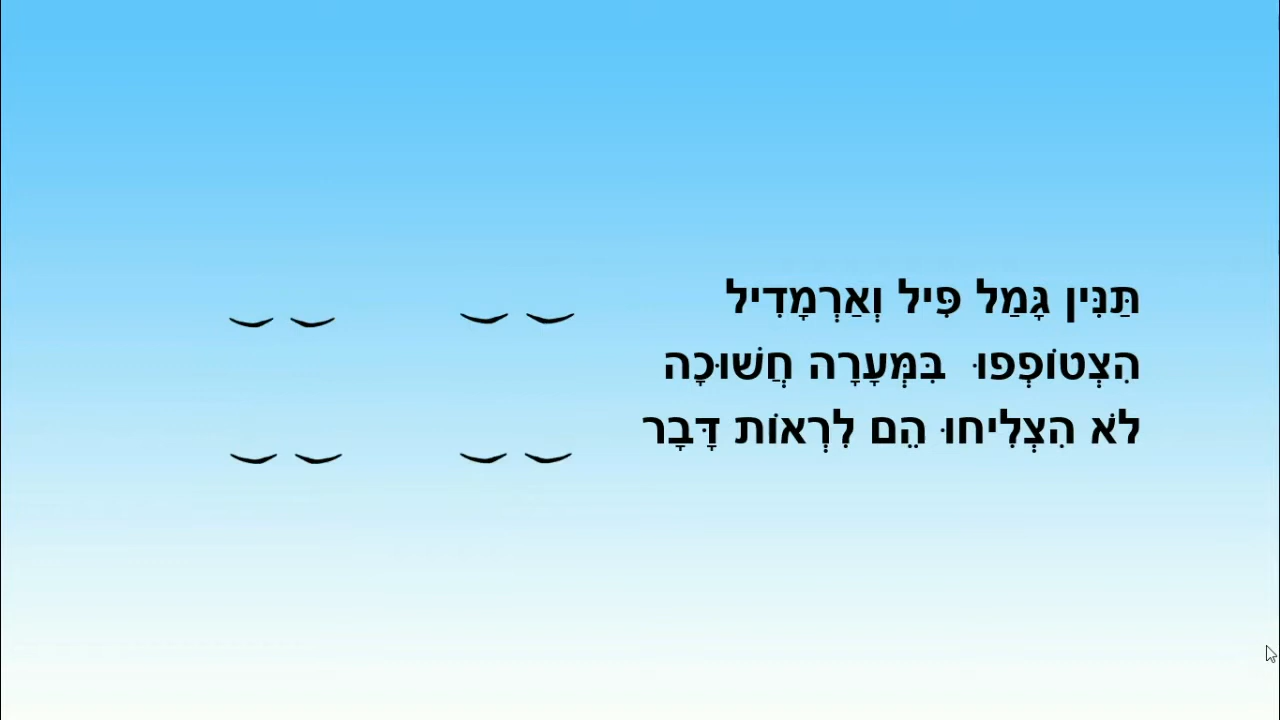 תַּנִּין גָּמַל פִּיל וְאַרְמָדִיל
הִצְטוֹפְפוּ בִּמְּעָרָה חֲשׁוּכָה
לֹא הִצְלִיחוּ הֵם לִרְאוֹת דָּבָר